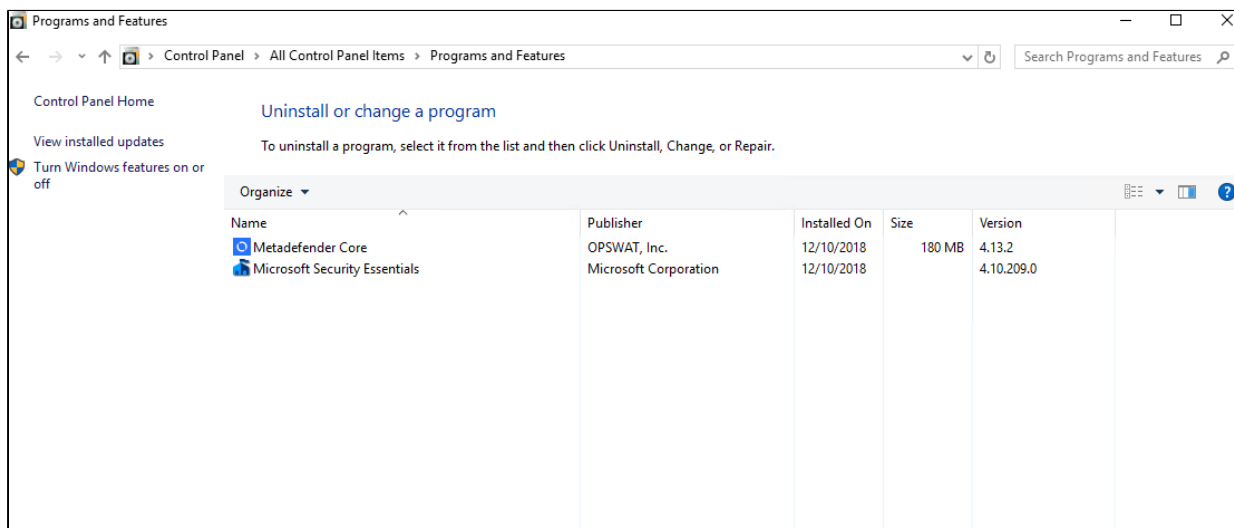 Programs and Features
Control Panel > All Control Panel Items > Programs and Features
Search Programs and Features
Control Panel Home
View installed updates
Turn Windows features on or
off
Uninstall or change a program
To uninstall a program, select it from the list and then click Uninstall, Change, or Repair.
Organize
Name Publisher Installed On Size Version
Metadefender Core OPSWAT, Inc. 12/10/2018 180 MB 4.13.2
Microsoft Security Essentials Microsoft Corporation 12/10/2018 4.10.209.0